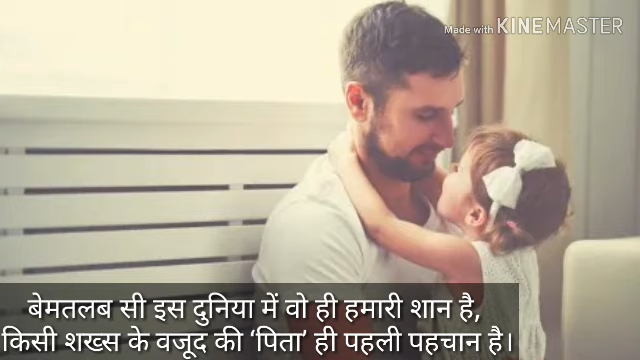 Made with KINEMASTER
बेमतलब सी इस दुनिया में वो ही हमारी शान है,
किसी शख्स के वजूद की ‘पिता’ ही पहली पहचान है।